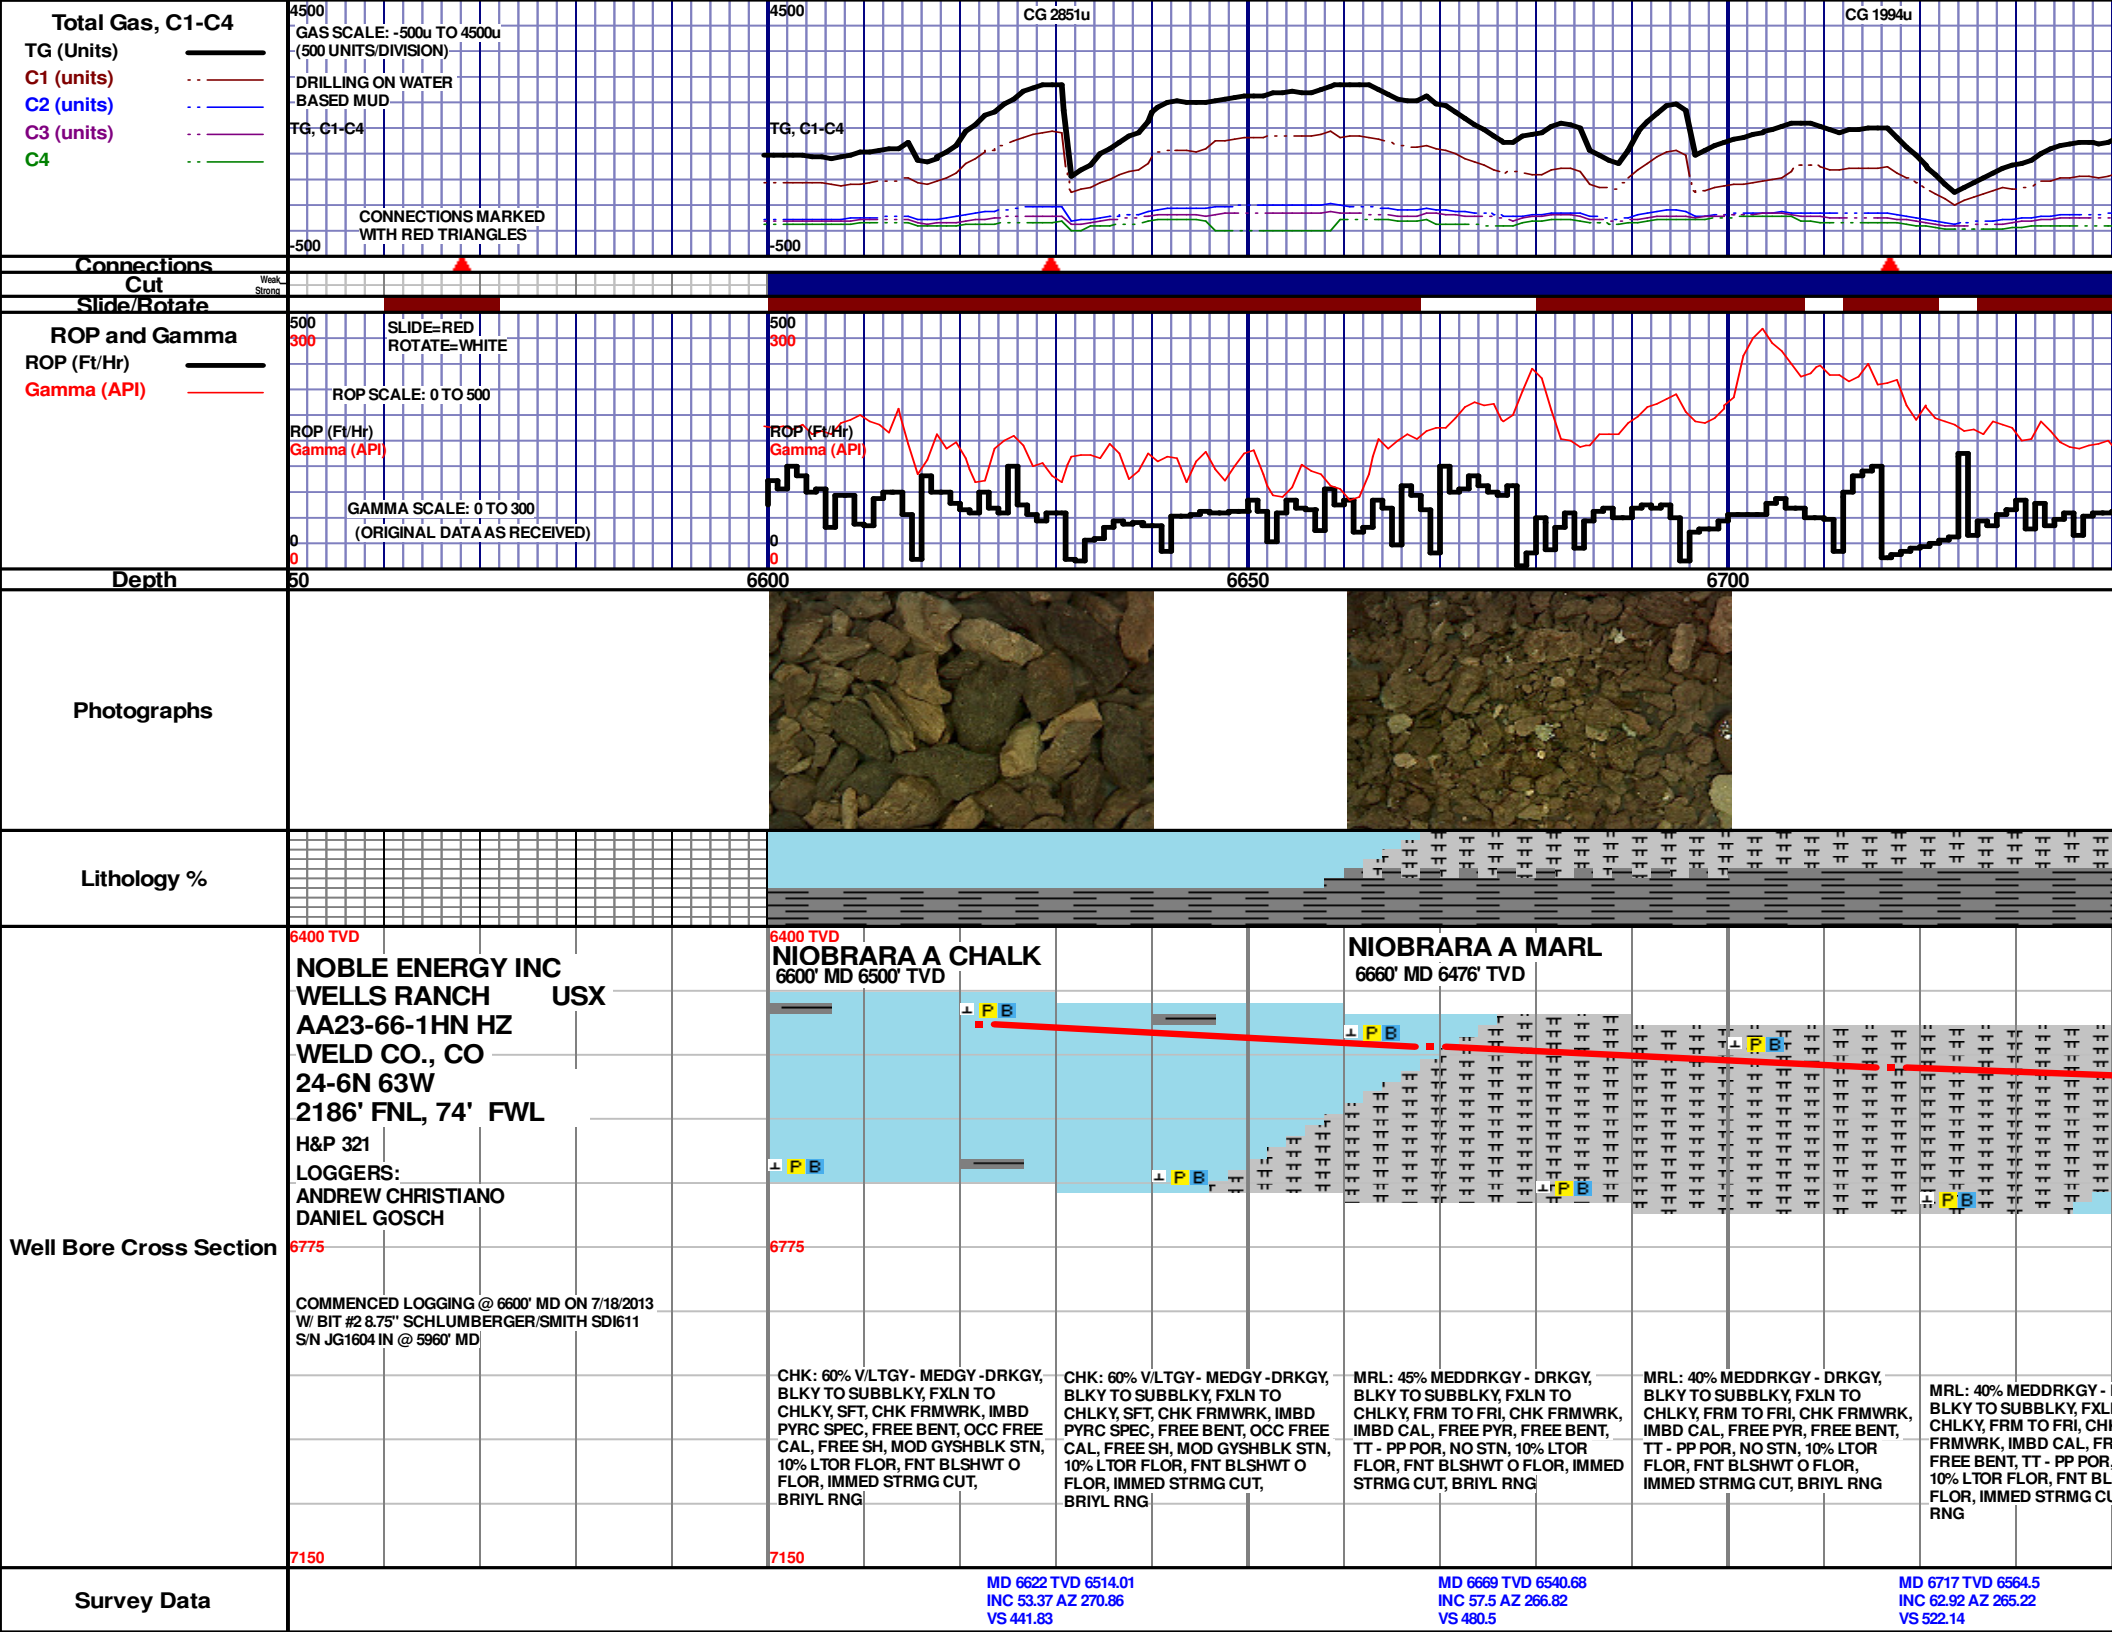 Total Gas, C1-C4
TG (Units)
C1 (units)
C2 (units)
C3 (units)
C4
4500
GAS SCALE: -500u TO 4500u
(500 UNITS/DIVISION)
DRILLING ON WATER
BASED MUD
TG, C1-C4
CONNECTIONS MARKED
WITH RED TRIANGLES
-500
4500
CG 2851u
CG 1994u
TG, C1-C4
-500
Connections
Cut
Weak
Strong
Slide/Rotate
ROP and Gamma
ROP (Ft/Hr)
Gamma (API)
500
300
SLIDE=RED
ROTATE=WHITE
ROP SCALE: 0 TO 500
ROP (Ft/Hr)
Gamma (API)
GAMMA SCALE: 0 TO 300
(ORIGINAL DATA AS RECEIVED)
0
0
500
300
ROP (Ft/Hr)
Gamma (API)
0
0
Depth
50
6600
6650
6700
Photographs
Lithology %
Well Bore Cross Section
6400 TVD
NOBLE ENERGY INC
WELLS RANCH USX
AA23-66-1HN HZ
WELD CO., CO
24-6N 63W
2186' FNL, 74' FWL
H&P 321
LOGGERS:
ANDREW CHRISTIANO
DANIEL GOSCH
6775
COMMENCED LOGGING @ 6600' MD ON 7/18/2013
W/ BIT #2 8.75" SCHLUMBERGER/SMITH SDI611
S/N JG1604 IN @ 5960' MD
7150
6400 TVD
NIOBRARA A CHALK
6600' MD 6500' TVD
NIOBRARA A MARL
6660' MD 6476' TVD
P B
P B
P B
P B
P B
P B
P B
6775
CHK: 60% V/LTGY - MEDGY -DRKGY,
BLKY TO SUBBLKY, FXLN TO
CHLKY, SFT, CHK FRMWRK, IMBD
PYRC SPEC, FREE BENT, OCC FREE
CAL, FREE SH, MOD GYSHBLK STN,
10% LTOR FLOR, FNT BLSHWT O
FLOR, IMMED STRMG CUT,
BRIYL RNG
CHK: 60% V/LTGY - MEDGY -DRKGY,
BLKY TO SUBBLKY, FXLN TO
CHLKY, SFT, CHK FRMWRK, IMBD
PYRC SPEC, FREE BENT, OCC FREE
CAL, FREE SH, MOD GYSHBLK STN,
10% LTOR FLOR, FNT BLSHWT O
FLOR, IMMED STRMG CUT,
BRIYL RNG
MRL: 45% MEDDRKGY - DRKGY,
BLKY TO SUBBLKY, FXLN TO
CHLKY, FRM TO FRI, CHK FRMWRK,
IMBD CAL, FREE PYR, FREE BENT,
TT - PP POR, NO STN, 10% LTOR
FLOR, FNT BLSHWT O FLOR, IMMED
STRMG CUT, BRIYL RNG
MRL: 40% MEDDRKGY - DRKGY,
BLKY TO SUBBLKY, FXLN TO
CHLKY, FRM TO FRI, CHK FRMWRK,
IMBD CAL, FREE PYR, FREE BENT,
TT - PP POR, NO STN, 10% LTOR
FLOR, FNT BLSHWT O FLOR,
IMMED STRMG CUT, BRIYL RNG
MRL: 40% MEDDRKGY -
BLKY TO SUBBLKY,
CHLKY, FRM TO FRI,
FRMWRK, IMBD CAL,
FREE BENT, TT - PP POR,
10% LTOR FLOR, FNT
FLOR, IMMED STRMG
RNG
7150
Survey Data
MD 6622 TVD 6514.01
INC 53.37 AZ 270.86
VS 441.83
MD 6669 TVD 6540.68
INC 57.5 AZ 266.82
VS 480.5
MD 6717 TVD 6564.5
INC 62.92 AZ 265.22
VS 522.14